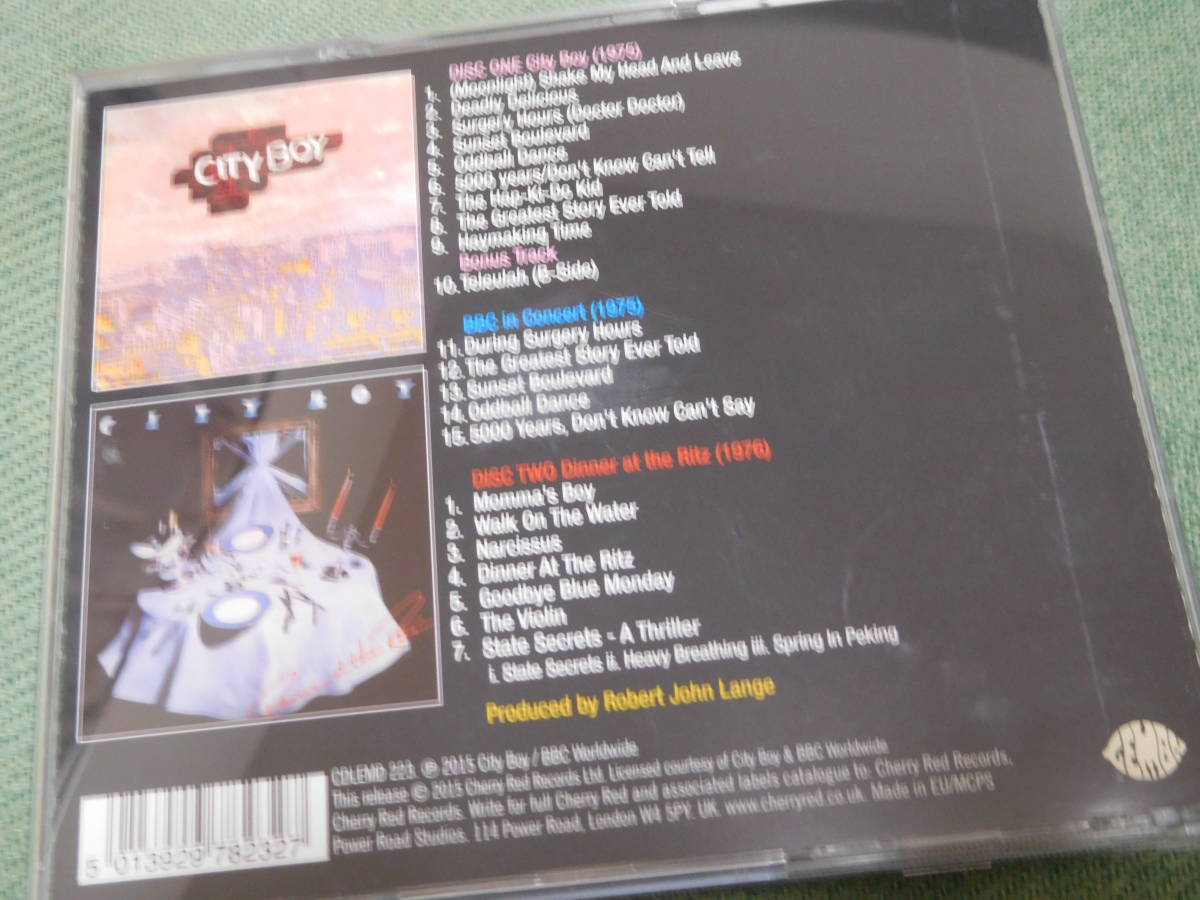 DISC ONE City Boy (1975)
1. (Moonlight) Shake My Head And Leave
2. Deadly Delicious
3. Surgery Hours (Doctor Doctor)
4. Sunset Boulevard
5. Oddball Dance
6. 5000 years/Don't Know Can't Tell
7. The Hap-Ki-Do Kid
8. The Greatest Story Ever Told
9. Haymaking Time
Bonus Track
10. Teleulah (B-Side)
BBC in Concert (1975)
11. During Surgery Hours
12. The Greatest Story Ever Told
13. Sunset Boulevard
14. Oddball Dance
15. 5000 Years, Don't Know Can't Say
DISC TWO Dinner at the Ritz (1976)
1. Momma's Boy
2. Walk On The Water
3. Narcissus
4. Dinner At The Ritz
5. Goodbye Blue Monday
6. The Violin
7. State Secrets - A Thriller
i. State Secrets ii. Heavy Breathing iii. Spring In Peking
Produced by Robert John Lange
CITY BOY
CITY BOY
Dinner at the Ritz
CDLEMD 223. ℗ 2015 City Boy / BBC Worldwide
This release © 2015 Cherry Red Records Ltd. Licensed courtesy of City Boy & BBC Worldwide
Cherry Red Records. Write for full Cherry Red and associated labels catalogue to: Cherry Red Records,
Power Road Studios, 114 Power Road, London W4 5PY. UK. www.cherryred.co.uk. Made in EU/MCPS
5 013929 782327
LEMON